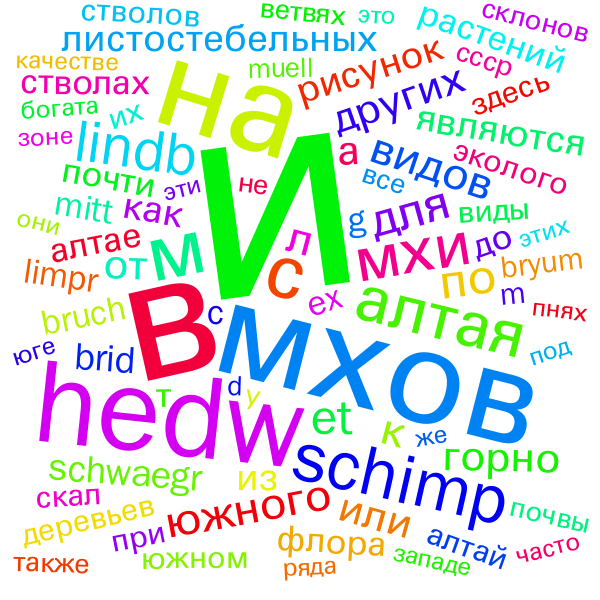 стволов
ветвях
это
склонов
листостебельных
растений
качестве
muell
рисунок
ссср
стволах
на
других
здесь
богата
их
lindb
являются
зоне
почти
эти
не
и
а
видов
эколого
они
mitt
как
для
все
виды
алтае
от
м
л
g
мхи
до
этих
limpr
с
по
bryum
bruch
в
ex
m
пнях
юге
brid
с
мхов
алтая
под
hedw
d
у
т
et
к
же
горно
schwaegr
из
schimp
скал
южного
или
почвы
деревьев
при
флора
алтай
часто
также
южном
ряда
западе